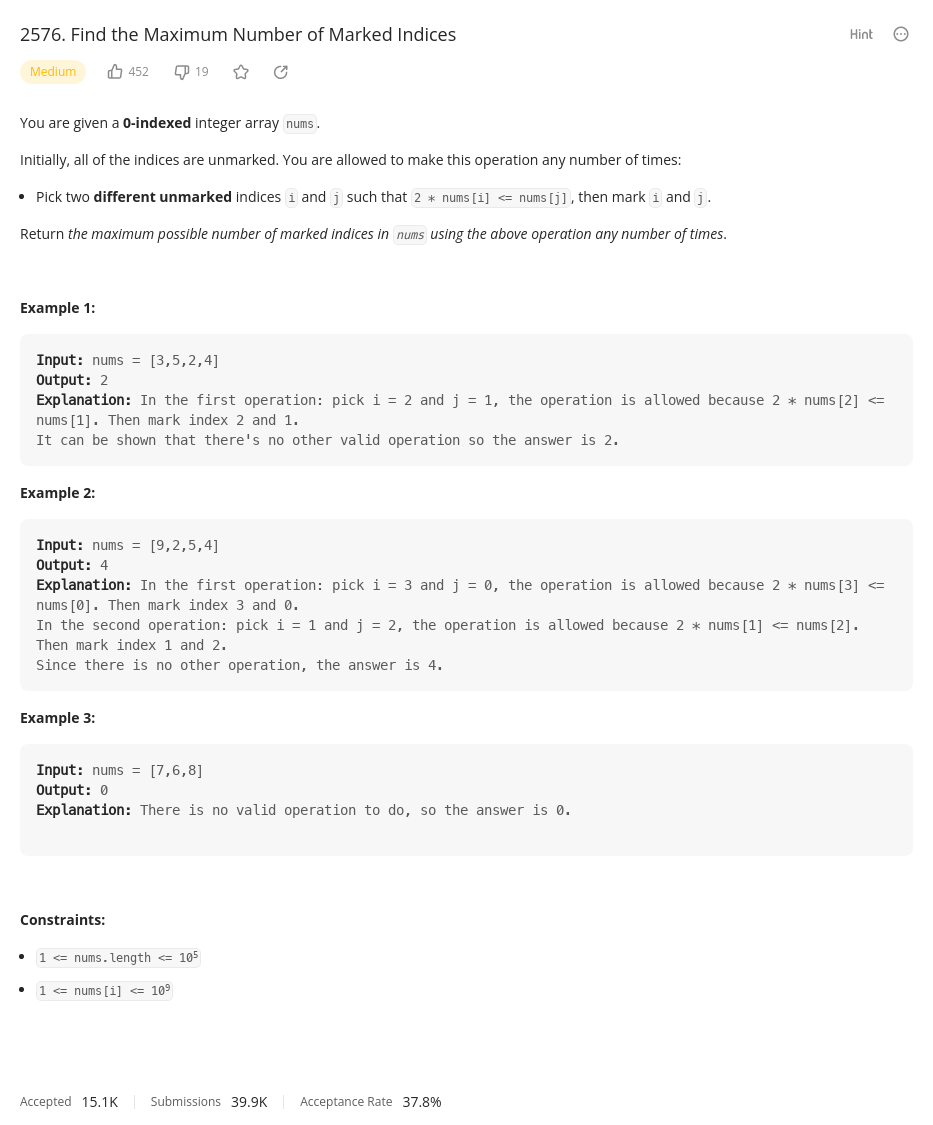 2576. Find the Maximum Number of Marked Indices
Hint
Medium 452 19
You are given a 0-indexed integer array nums.
Initially, all of the indices are unmarked. You are allowed to make this operation any number of times:
• Pick two different unmarked indices i and j such that 2 * nums[i] <= nums[j], then mark i and j.
Return the maximum possible number of marked indices in nums using the above operation any number of times.
Example 1:
Input: nums = [3,5,2,4]
Output: 2
Explanation: In the first operation: pick i = 2 and j = 1, the operation is allowed because 2 * nums[2] <=
nums[1]. Then mark index 2 and 1.
It can be shown that there's no other valid operation so the answer is 2.
Example 2:
Input: nums = [9,2,5,4]
Output: 4
Explanation: In the first operation: pick i = 3 and j = 0, the operation is allowed because 2 * nums[3] <=
nums[0]. Then mark index 3 and 0.
In the second operation: pick i = 1 and j = 2, the operation is allowed because 2 * nums[1] <= nums[2].
Then mark index 1 and 2.
Since there is no other operation, the answer is 4.
Example 3:
Input: nums = [7,6,8]
Output: 0
Explanation: There is no valid operation to do, so the answer is 0.
Constraints:
• 1 <= nums.length <= 10⁵
• 1 <= nums[i] <= 10⁹
Accepted 15.1K Submissions 39.9K Acceptance Rate 37.8%